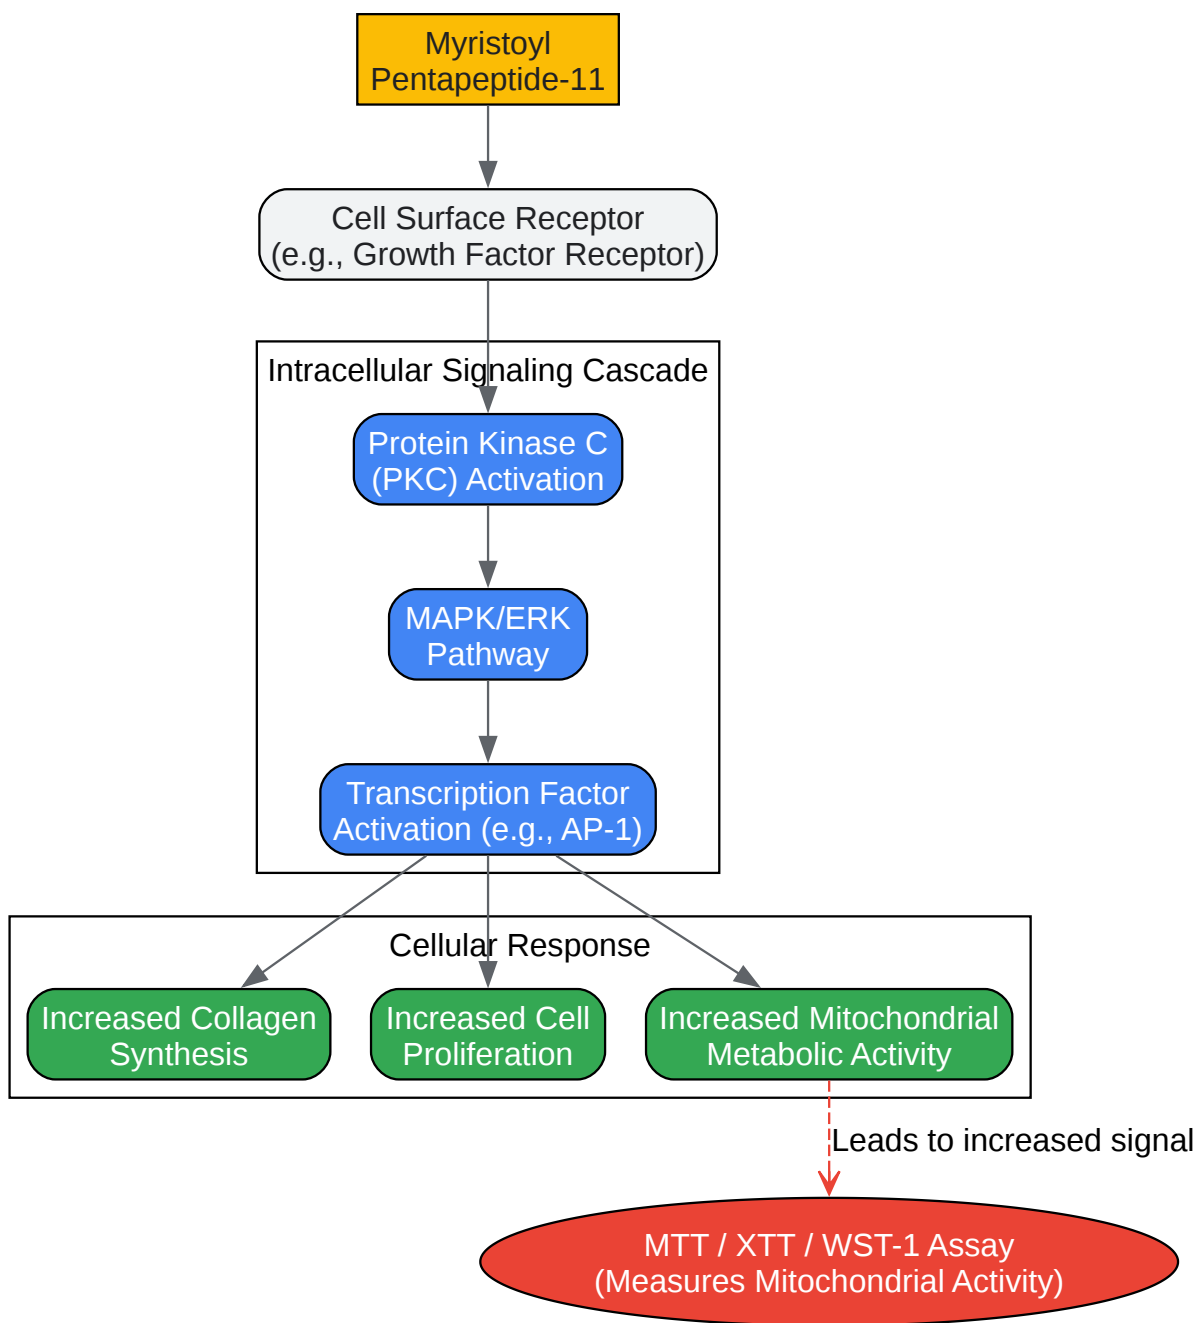 Myristoyl
Pentapeptide-11
Cell Surface Receptor
(e.g., Growth Factor Receptor)
Intracellular Signaling Cascade
Protein Kinase C
(PKC) Activation
MAPK/ERK
Pathway
Transcription Factor
Activation (e.g., AP-1)
Cellular Response
Increased Collagen
Synthesis
Increased Cell
Proliferation
Increased Mitochondrial
Metabolic Activity
Leads to increased signal
MTT / XTT / WST-1 Assay
(Measures Mitochondrial Activity)